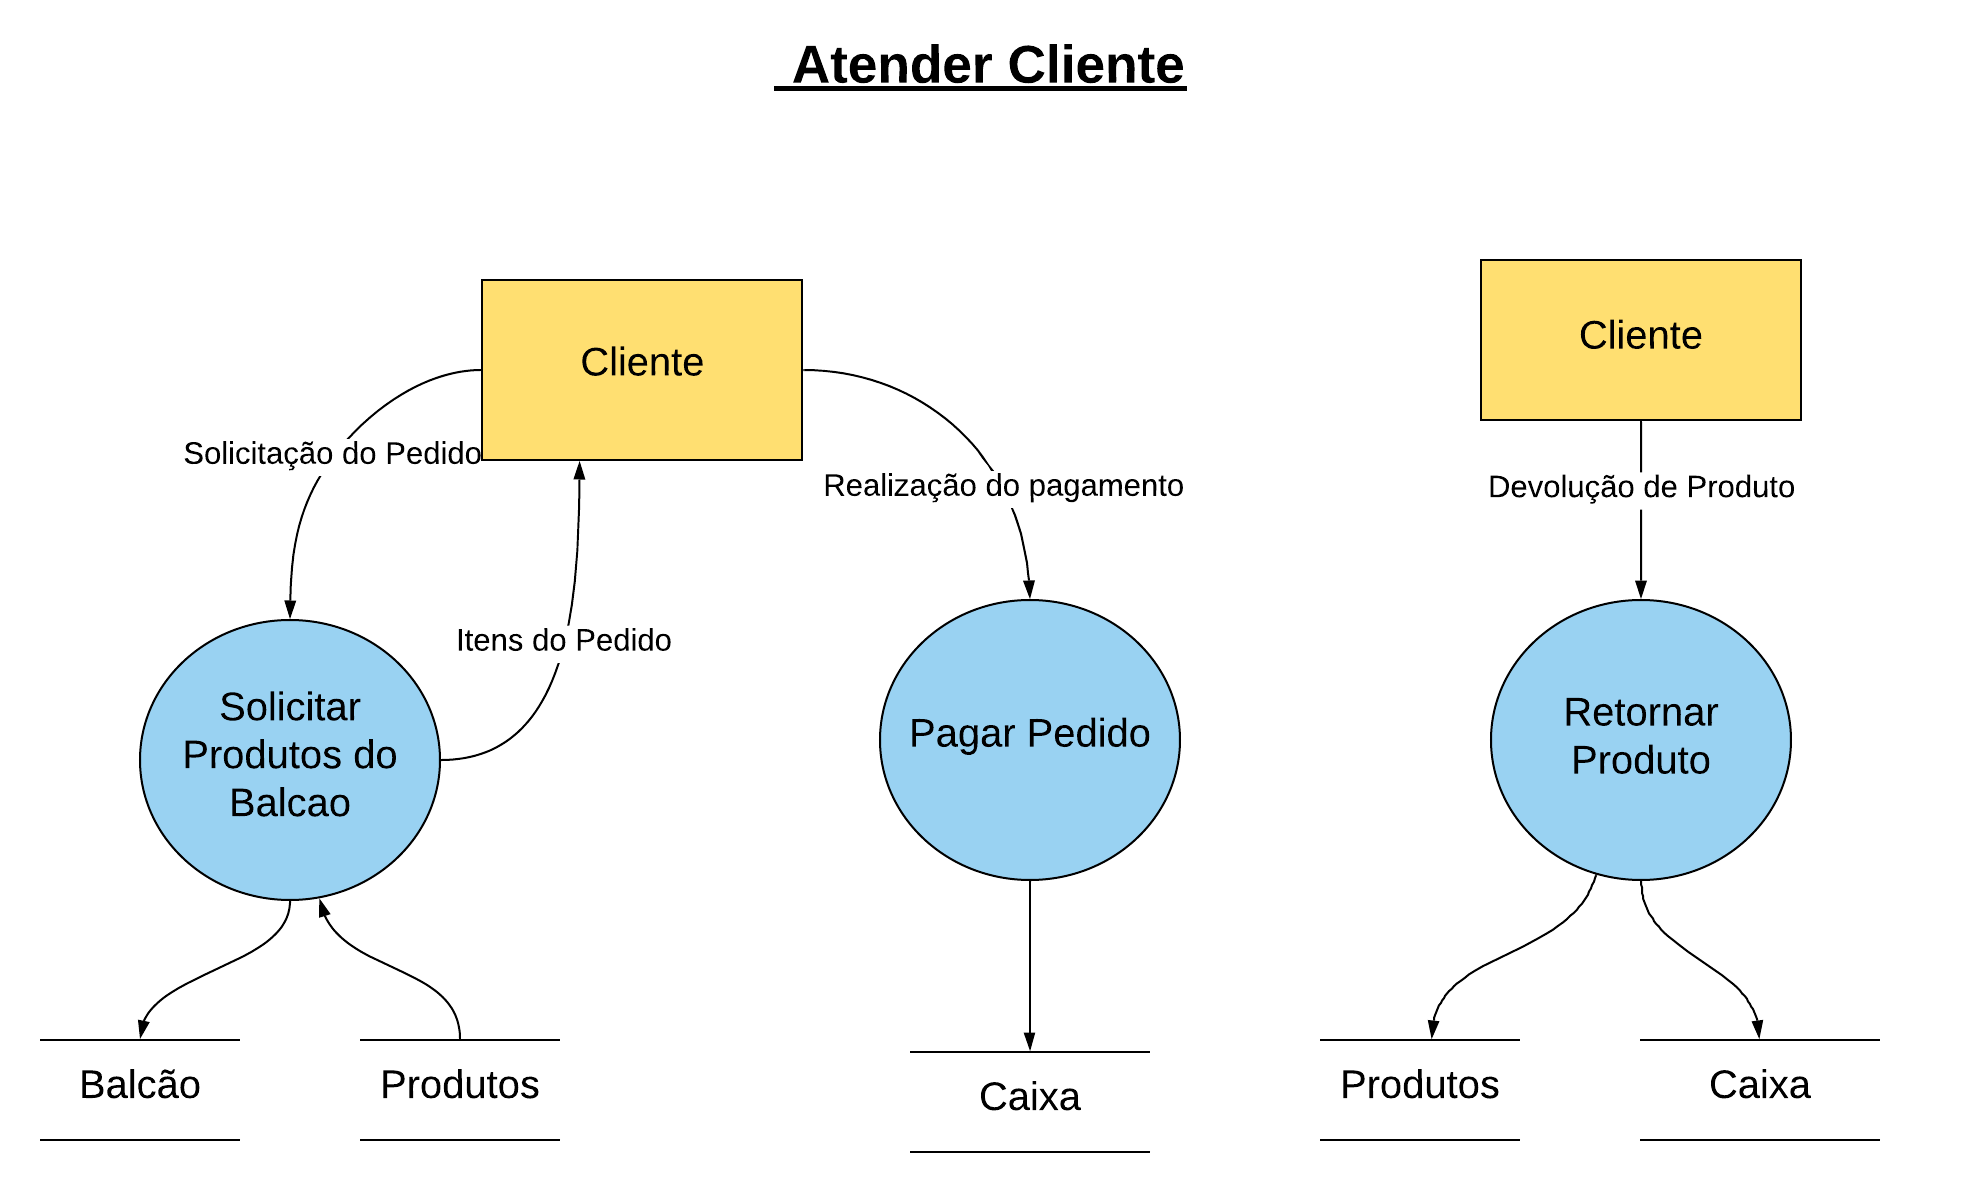 Atender Cliente
Cliente
Cliente
Solicitação do Pedido
Realização do pagamento
Devolução de Produto
Itens do Pedido
Solicitar
Produtos do
Balcao
Pagar Pedido
Retornar
Produto
Balcão
Produtos
Caixa
Produtos
Caixa